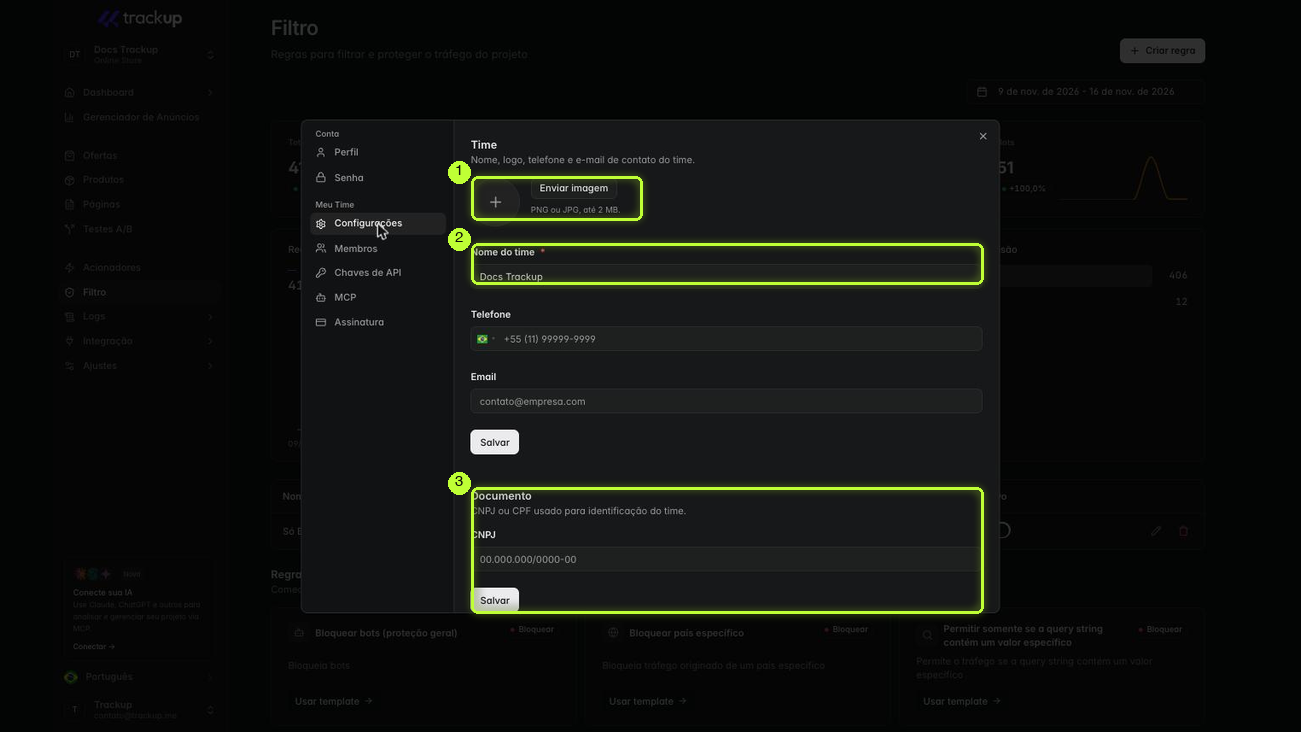 trackup
DT
Docs Trackup
Online Store
Dashboard
Gerenciador de Anúncios
Ofertas
Produtos
Páginas
Testes A/B
Acionadores
Filtro
Logs
Integração
Ajustes
Novo
Conecte sua IA
Use Claude, ChatGPT e outros para
analisar e gerenciar seu projeto via
MCP.
Conectar →
Português
T
Trackup
contato@trackup.me
Filtro
Regras para filtrar e proteger o tráfego do projeto
+ Criar regra
9 de nov. de 2026 - 16 de nov. de 2026
+100,0%
406
12
Conta
Perfil
Senha
Meu Time
Configurações
Membros
Chaves de API
MCP
Assinatura
Time
Nome, logo, telefone e e-mail de contato do time.
1
Enviar imagem
PNG ou JPG, até 2 MB.
2
Nome do time *
Docs Trackup
Telefone
+55 (11) 99999-9999
Email
contato@empresa.com
Salvar
3
Documento
CNPJ ou CPF usado para identificação do time.
CNPJ
00.000.000/0000-00
Salvar
Bloquear bots (proteção geral)
Bloquear
Bloqueia bots
Usar template →
Bloquear país específico
Bloquear
Bloqueia tráfego originado de um país específico
Usar template →
Permitir somente se a query string
contém um valor específico
Bloquear
Permite o tráfego se a query string contém um valor
específico
Usar template →